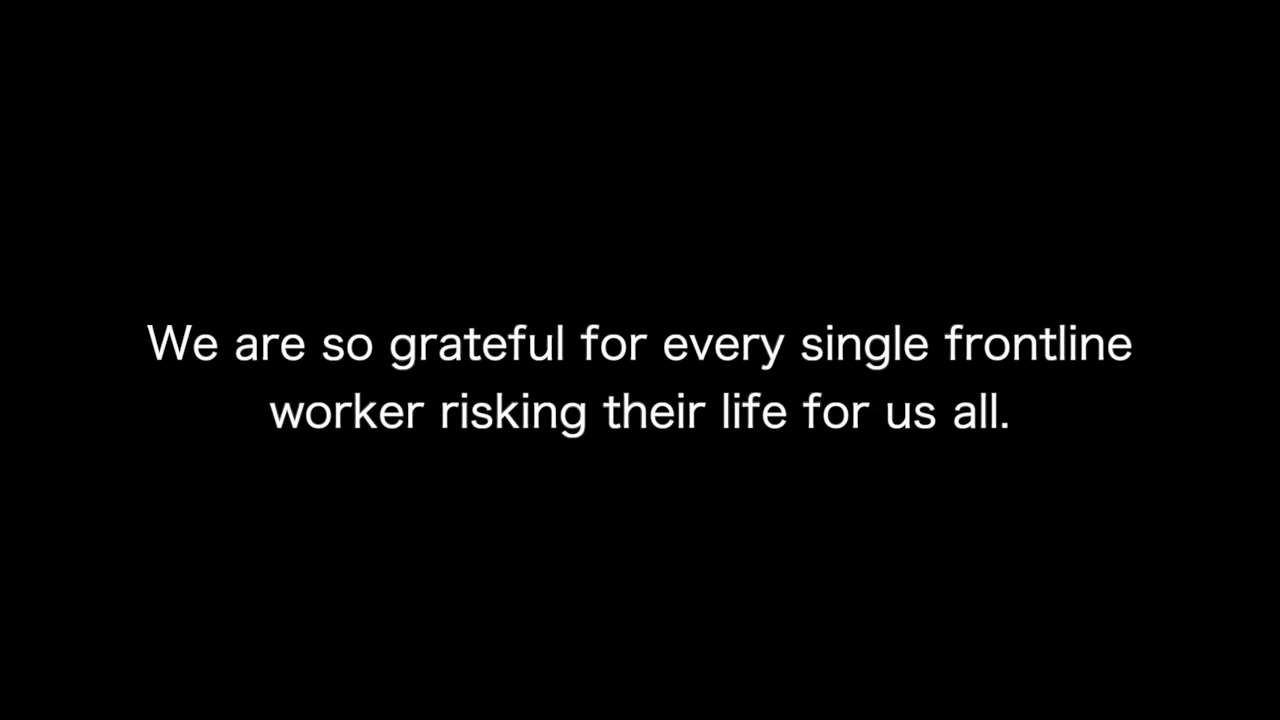 We are so grateful for every single frontline
worker risking their life for us all.